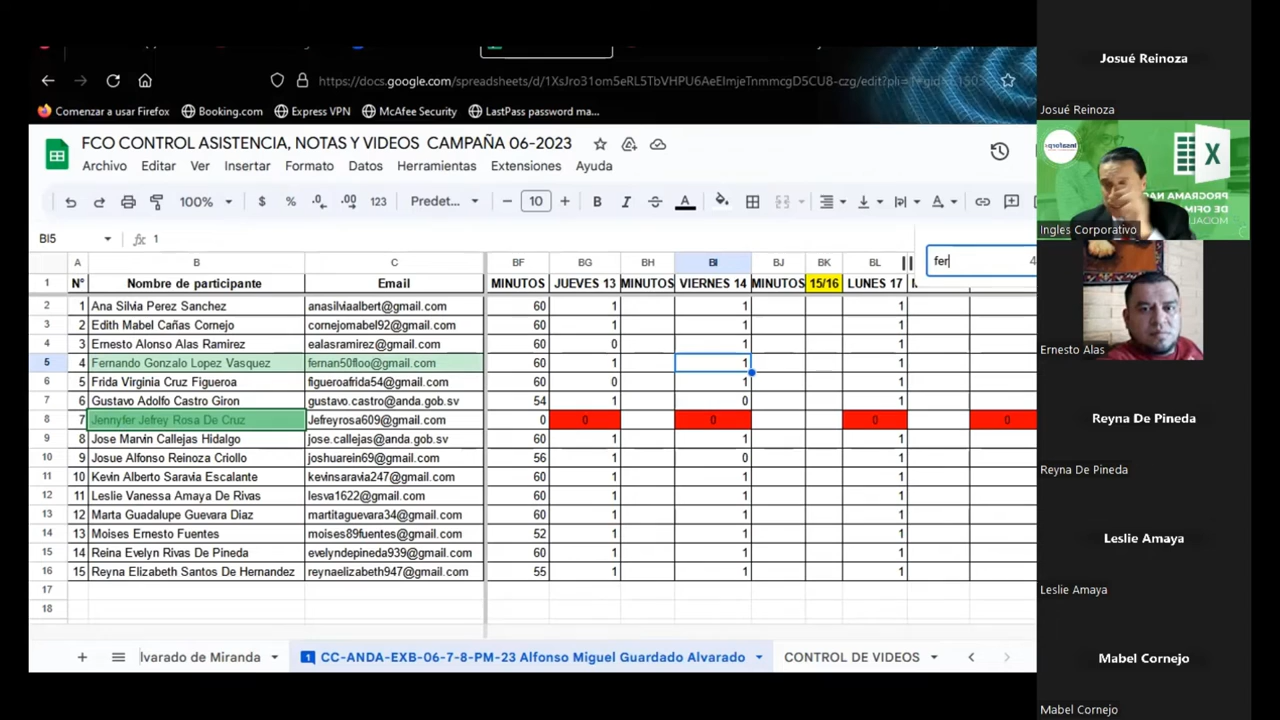 https://docs.google.com/spreadsheets/d/1XsJro31om5eRL5TbVHPU6AeEImjeTnmmcgD5CU8-czg/edit?pli=
Comenzar a usar Firefox Booking.com Express VPN McAfee Security LastPass password ma...
FCO CONTROL ASISTENCIA, NOTAS Y VIDEOS CAMPAÑA 06-2023
Archivo Editar Ver Insertar Formato Datos Herramientas Extensiones Ayuda
100% $ % .0 .00 123 Predet... 10 B I S A
BI5 fx 1
fer 4
A B C BF BG BH BI BJ BK BL
1 N° Nombre de participante Email MINUTOS JUEVES 13 MINUTOS VIERNES 14 MINUTOS 15/16 LUNES 17
2 1 Ana Silvia Perez Sanchez anasilviaalbert@gmail.com 60 1 1 1
3 2 Edith Mabel Cañas Cornejo cornejomabel92@gmail.com 60 1 1 1
4 3 Ernesto Alonso Alas Ramirez ealasramirez@gmail.com 60 0 1 1
5 4 Fernando Gonzalo Lopez Vasquez fernan50floo@gmail.com 60 1 1 1
6 5 Frida Virginia Cruz Figueroa figueroafrida54@gmail.com 60 0 1 1
7 6 Gustavo Adolfo Castro Giron gustavo.castro@anda.gob.sv 54 1 0 1
8 7 Jennyfer Jefrey Rosa De Cruz Jefreyrosa609@gmail.com 0 0 0 0 0
9 8 Jose Marvin Callejas Hidalgo jose.callejas@anda.gob.sv 60 1 1 1
10 9 Josue Alfonso Reinoza Criollo joshuarein69@gmail.com 56 1 0 1
11 10 Kevin Alberto Saravia Escalante kevinsaravia247@gmail.com 60 1 1 1
12 11 Leslie Vanessa Amaya De Rivas lesva1622@gmail.com 60 1 1 1
13 12 Marta Guadalupe Guevara Diaz martitaguevara34@gmail.com 60 1 1 1
14 13 Moises Ernesto Fuentes moises89fuentes@gmail.com 52 1 1 1
15 14 Reina Evelyn Rivas De Pineda evelyndepineda939@gmail.com 60 1 1 1
16 15 Reyna Elizabeth Santos De Hernandez reynaelizabeth947@gmail.com 55 1 1 1
17
18
lvarado de Miranda 1 CC-ANDA-EXB-06-7-8-PM-23 Alfonso Miguel Guardado Alvarado CONTROL DE VIDEOS
Josué Reinoza
Josué Reinoza
X
PROGRAMA NAC
DE OFIM
MODAL
Ingles Corporativo
Ernesto Alas
Reyna De Pineda
Reyna De Pineda
Leslie Amaya
Leslie Amaya
Mabel Cornejo
Mabel Cornejo